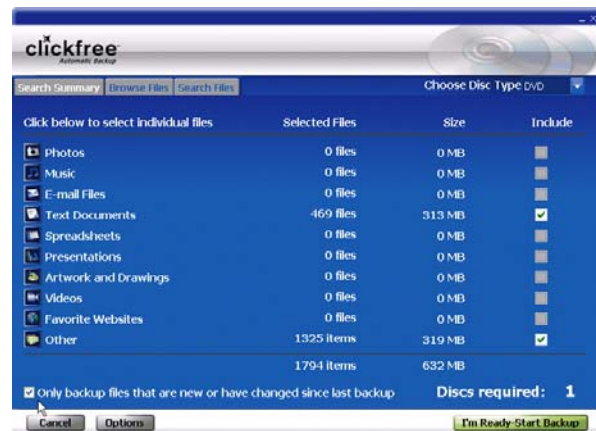 clickfree
Automatic Backup
Search Summary Browse Files Search Files Choose Disc Type DVD
Click below to select individual files Selected Files Size Include
Photos 0 files 0 MB
Music 0 files 0 MB
E-mail Files 0 files 0 MB
Text Documents 469 files 313 MB
Spreadsheets 0 files 0 MB
Presentations 0 files 0 MB
Artwork and Drawings 0 files 0 MB
Videos 0 files 0 MB
Favorite Websites 0 files 0 MB
Other 1325 items 319 MB
1794 items 632 MB
Only backup files that are new or have changed since last backup Discs required: 1
Cancel Options I'm Ready-Start Backup